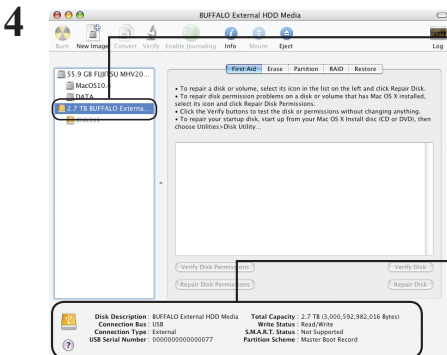 4
BUFFALO External HDD Media
Burn New Image Convert Verify Enable Journaling Info Mount Eject Log
First Aid Erase Partition RAID Restore
55.9 GB FUJITSU MHV20...
MacOS10.
DATA
2.7 TB BUFFALO Externa...
disk1s1
• To repair a disk or volume, select its icon in the list on the left and click Repair Disk.
• To repair disk permission problems on a disk or volume that has Mac OS X installed,
select its icon and click Repair Disk Permissions.
• Click the Verify buttons to test the disk or permissions without changing anything.
• To repair your startup disk, start up from your Mac OS X Install disc (CD or DVD), then
choose Utilities>Disk Utility...
Verify Disk Permissions Verify Disk
Repair Disk Permissions Repair Disk
Disk Description : BUFFALO External HDD Media Total Capacity : 2.7 TB (3,000,592,982,016 Bytes)
Connection Bus : USB Write Status : Read/Write
Connection Type : External S.M.A.R.T. Status : Not Supported
USB Serial Number : 0000000000000077 Partition Scheme : Master Boot Record
?